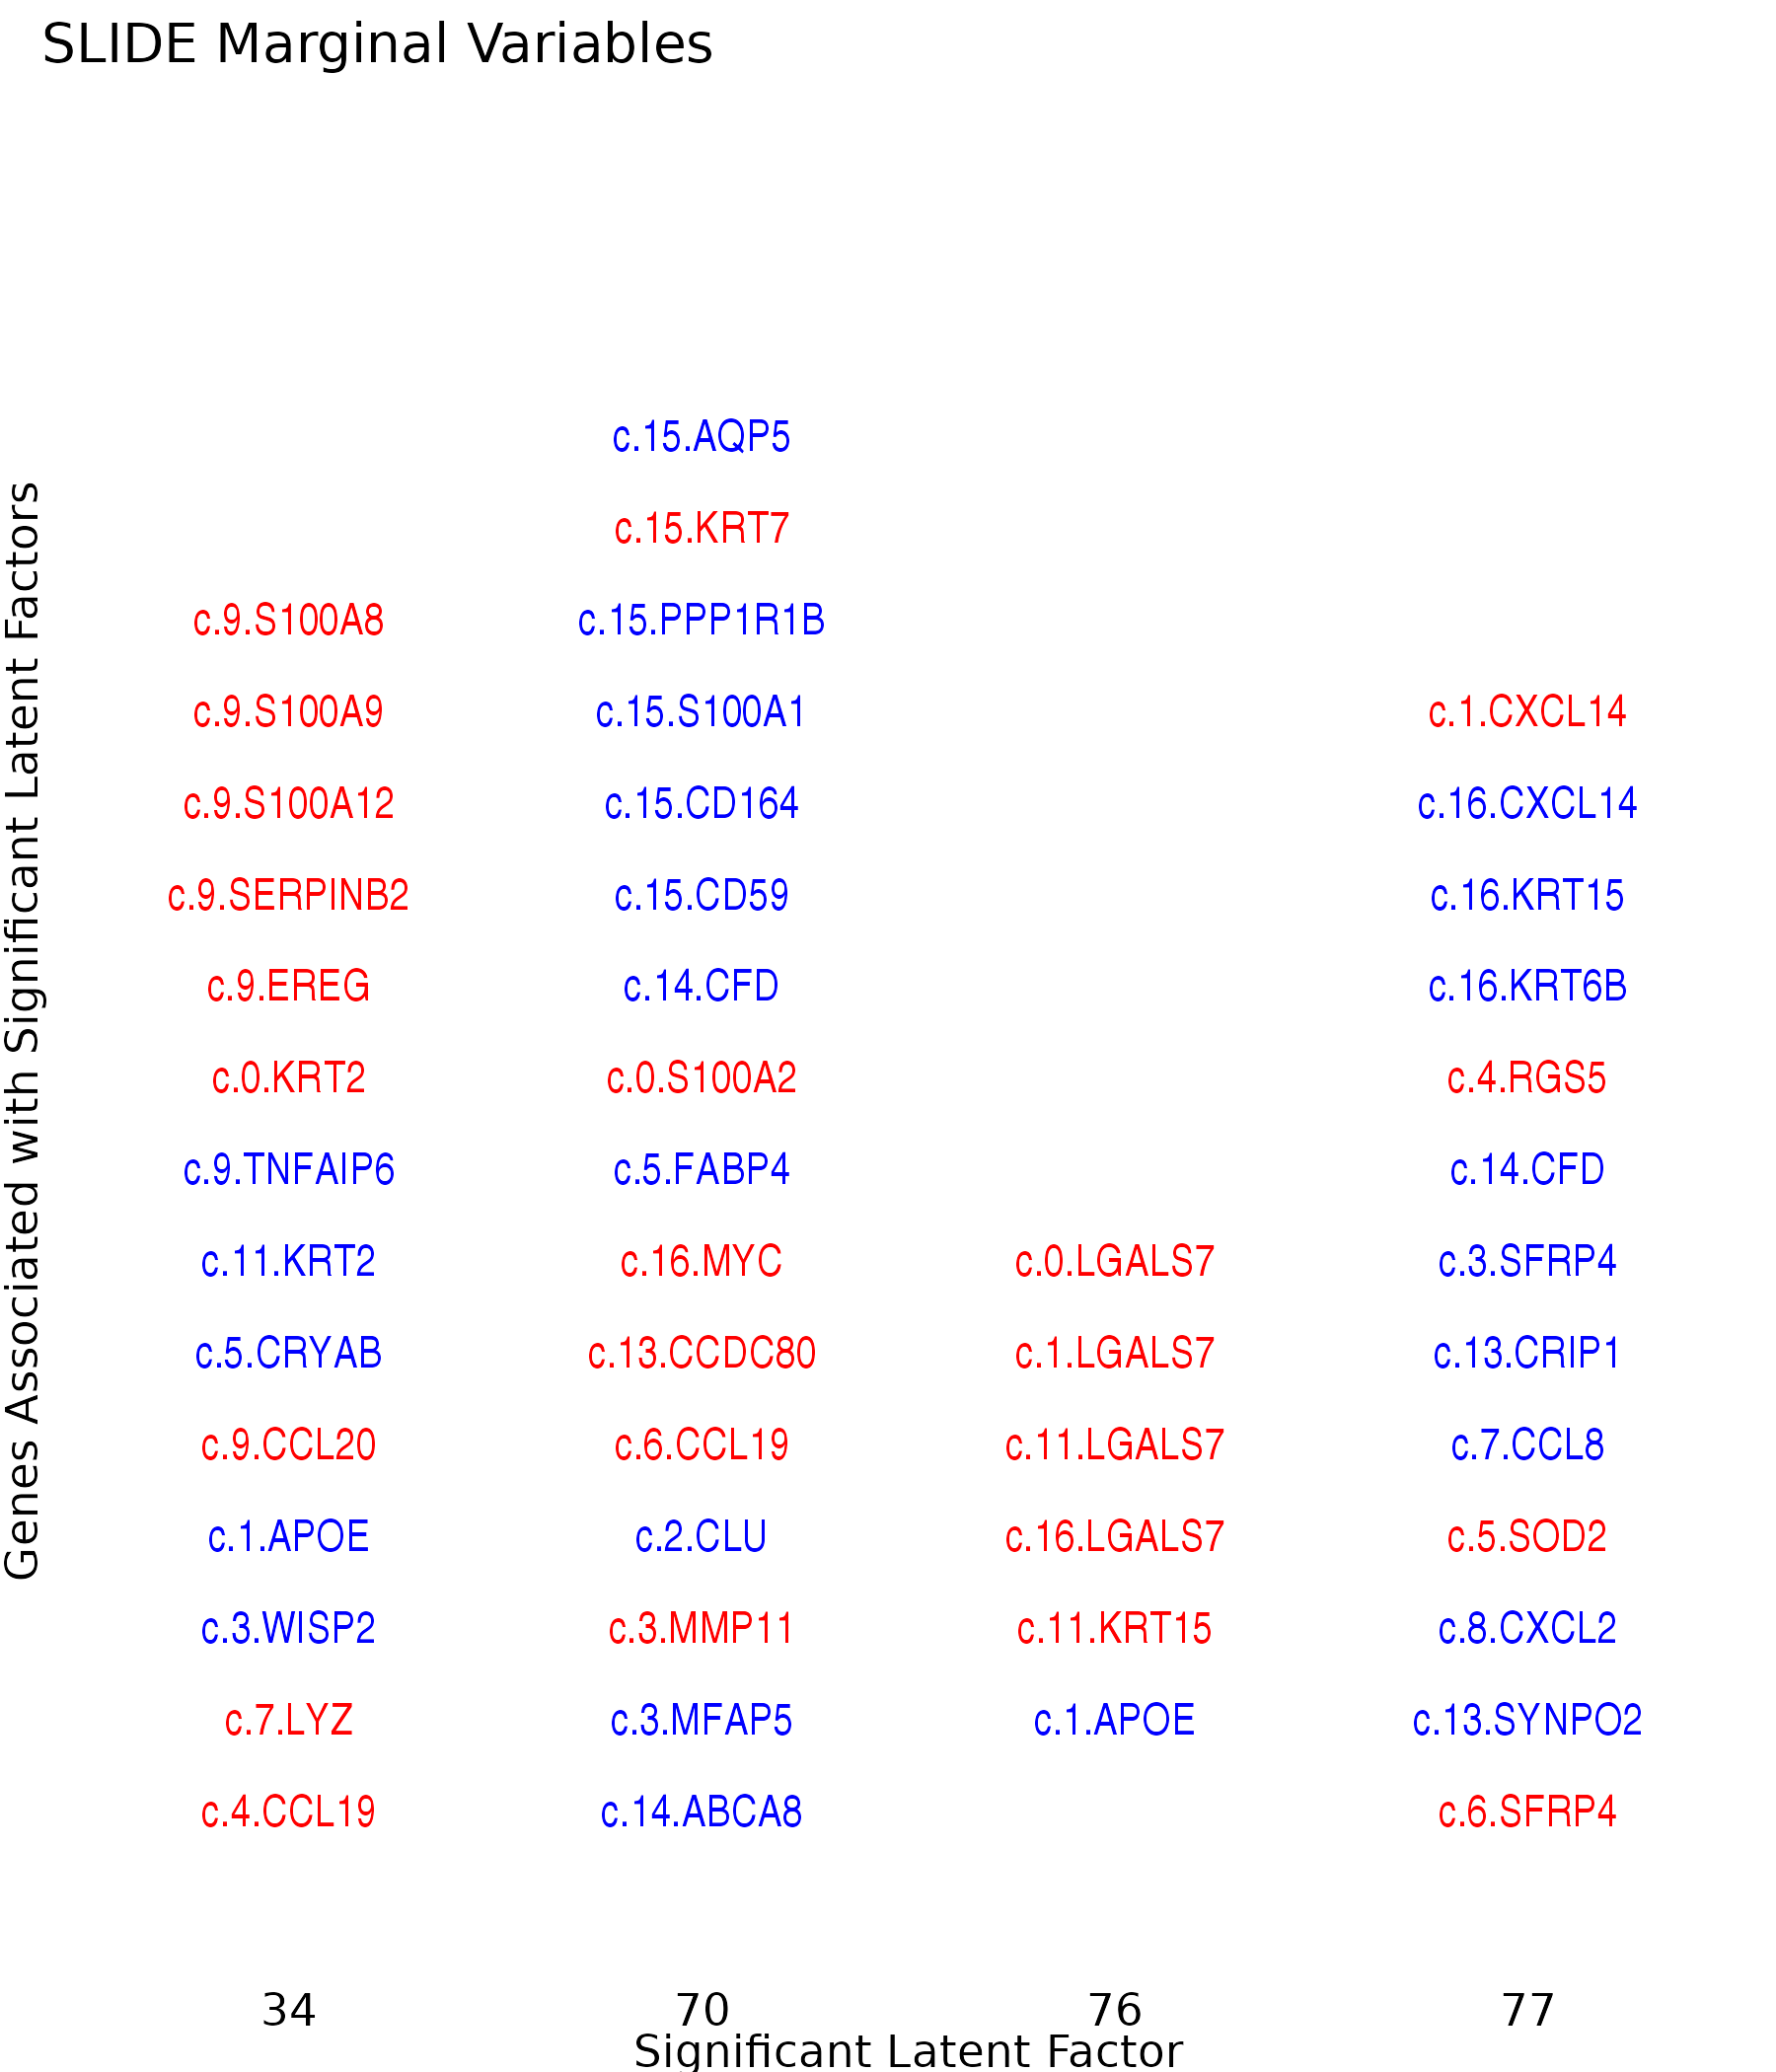 SLIDE Marginal Variables
Genes Associated with Significant Latent Factors
c.15.AQP5
c.15.KRT7
c.9.S100A8 c.15.PPP1R1B
c.9.S100A9 c.15.S100A1 c.1.CXCL14
c.9.S100A12 c.15.CD164 c.16.CXCL14
c.9.SERPINB2 c.15.CD59 c.16.KRT15
c.9.EREG c.14.CFD c.16.KRT6B
c.0.KRT2 c.0.S100A2 c.4.RGS5
c.9.TNFAIP6 c.5.FABP4 c.14.CFD
c.11.KRT2 c.16.MYC c.0.LGALS7 c.3.SFRP4
c.5.CRYAB c.13.CCDC80 c.1.LGALS7 c.13.CRIP1
c.9.CCL20 c.6.CCL19 c.11.LGALS7 c.7.CCL8
c.1.APOE c.2.CLU c.16.LGALS7 c.5.SOD2
c.3.WISP2 c.3.MMP11 c.11.KRT15 c.8.CXCL2
c.7.LYZ c.3.MFAP5 c.1.APOE c.13.SYNPO2
c.4.CCL19 c.14.ABCA8 c.6.SFRP4
34 70 76 77
Significant Latent Factor